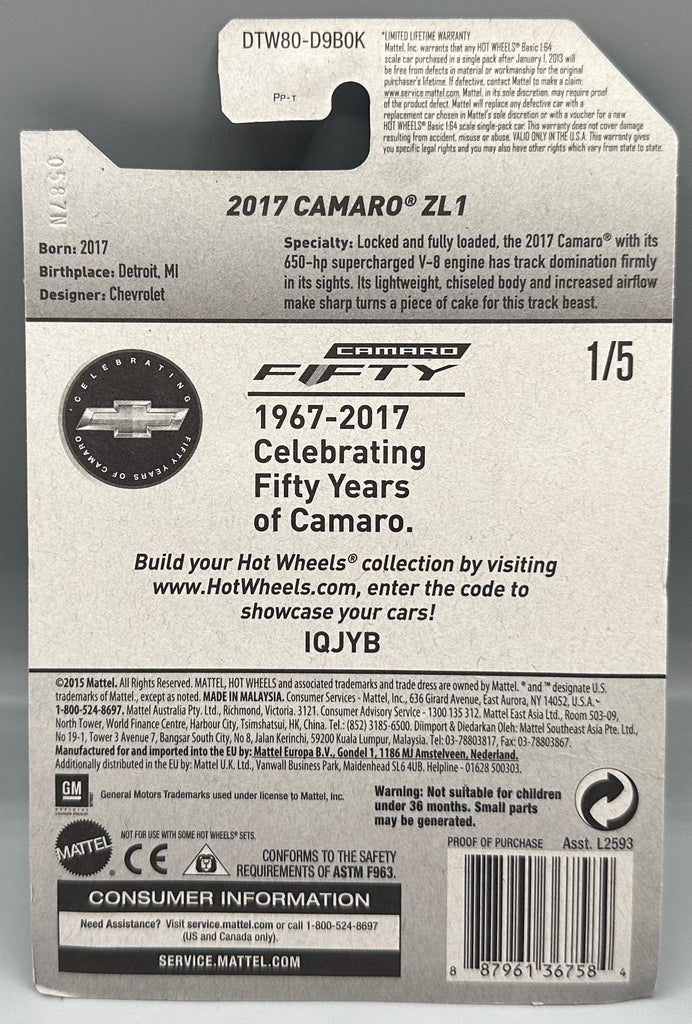 DTW80-D9B0K
PP-T
*LIMITED LIFETIME WARRANTY
Mattel, Inc. warrants that any HOT WHEELS® Basic 1:64
scale car purchased in a single pack after January 1, 2013 will
be free from defects in material or workmanship for the original
purchaser's lifetime. If defective, contact Mattel to make a claim:
www.service.mattel.com. Mattel, in its sole discretion, may require proof
of the product defect. Mattel will replace any defective car with a
replacement car chosen in Mattel's sole discretion or with a voucher for a new
HOT WHEELS® Basic 1:64 scale single-pack car. This warranty does not cover damage
resulting from accident, misuse or abuse. VALID ONLY IN THE U.S.A. This warranty gives
you specific legal rights and you may also have other rights which vary from state to state.
0587N
2017 CAMARO® ZL1
Born: 2017
Birthplace: Detroit, MI
Designer: Chevrolet
Specialty: Locked and fully loaded, the 2017 Camaro® with its
650-hp supercharged V-8 engine has track domination firmly
in its sights. Its lightweight, chiseled body and increased airflow
make sharp turns a piece of cake for this track beast.
CELEBRATING
FIFTY YEARS OF CAMARO
CAMARO
FIFTY
1/5
1967-2017
Celebrating
Fifty Years
of Camaro.
Build your Hot Wheels® collection by visiting
www.HotWheels.com, enter the code to
showcase your cars!
IQJYB
©2015 Mattel. All Rights Reserved. MATTEL, HOT WHEELS and associated trademarks and trade dress are owned by Mattel. ® and ™ designate U.S.
trademarks of Mattel., except as noted. MADE IN MALAYSIA. Consumer Services - Mattel, Inc., 636 Girard Avenue, East Aurora, NY 14052, U.S.A.-
1-800-524-8697. Mattel Australia Pty. Ltd., Richmond, Victoria. 3121. Consumer Advisory Service - 1300 135 312. Mattel East Asia Ltd., Room 503-09,
North Tower, World Finance Centre, Harbour City, Tsimshatsui, HK, China. Tel.: (852) 3185-6500. Diimport & Diedarkan Oleh: Mattel Southeast Asia Pte. Ltd.,
No 19-1, Tower 3 Avenue 7, Bangsar South City, No 8, Jalan Kerinchi, 59200 Kuala Lumpur, Malaysia. Tel: 03-78803817, Fax: 03-78803867.
Manufactured for and imported into the EU by: Mattel Europa B.V., Gondel 1, 1186 MJ Amstelveen, Nederland.
Additionally distributed in the EU by: Mattel U.K. Ltd., Vanwall Business Park, Maidenhead SL6 4UB. Helpline - 01628 500303.
GM
General Motors Trademarks used under license to Mattel, Inc.
Warning: Not suitable for children
under 36 months. Small parts
may be generated.
MATTEL
NOT FOR USE WITH SOME HOT WHEELS® SETS.
CE
CONFORMS TO THE SAFETY
REQUIREMENTS OF ASTM F963.
PROOF OF PURCHASE Asst. L2593
CONSUMER INFORMATION
Need Assistance? Visit service.mattel.com or call 1-800-524-8697
(US and Canada only).
SERVICE.MATTEL.COM
8 87961 36758 4